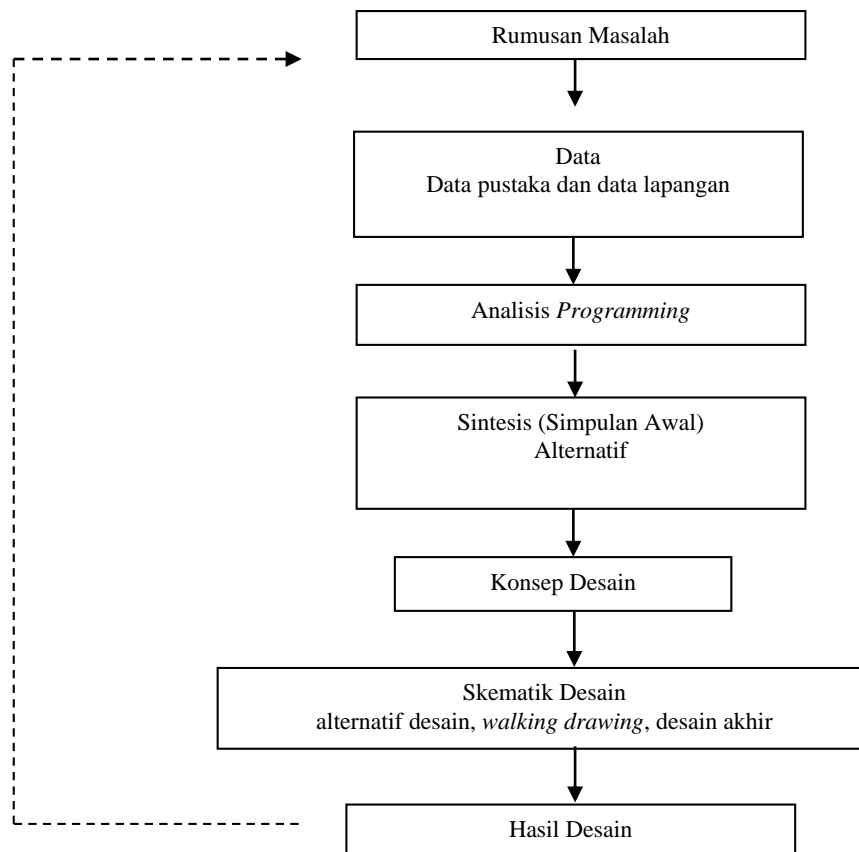 Rumusan Masalah
Data
Data pustaka dan data lapangan
Analisis Programming
Sintesis (Simpulan Awal)
Alternatif
Konsep Desain
Skematik Desain
alternatif desain, walking drawing, desain akhir
Hasil Desain